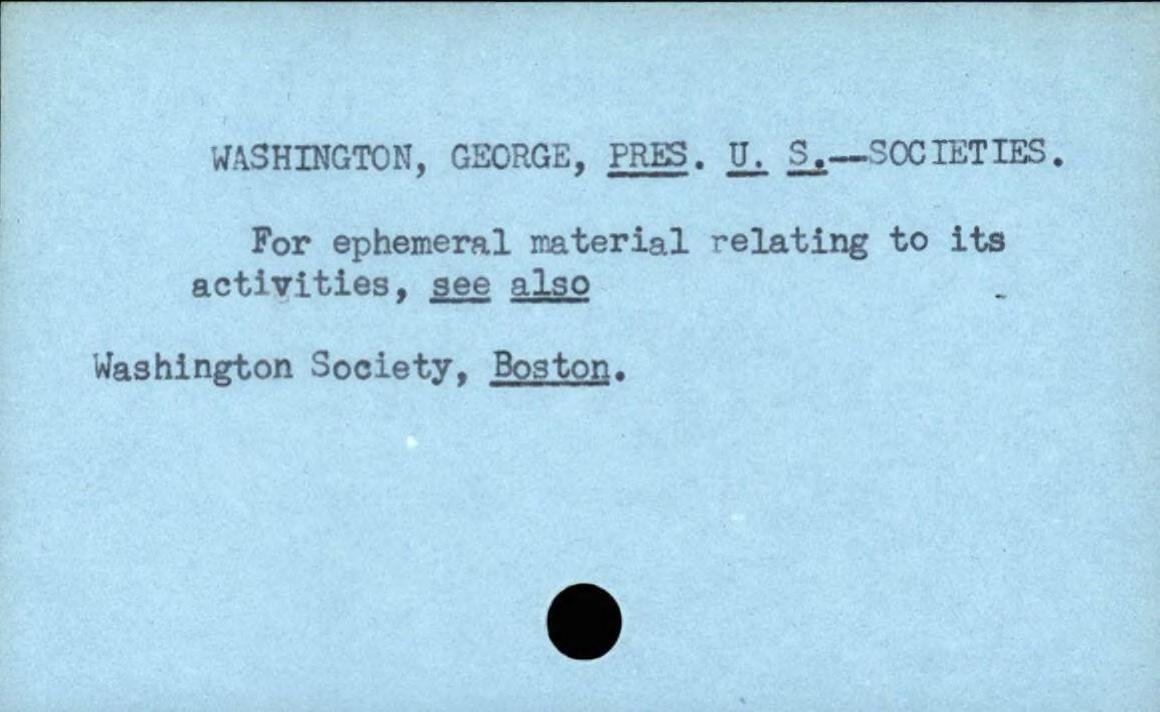 WASHINGTON, GEORGE, PRES. U. S.—SOCIETIES.
For ephemeral material relating to its
activities, see also
Washington Society, Boston.